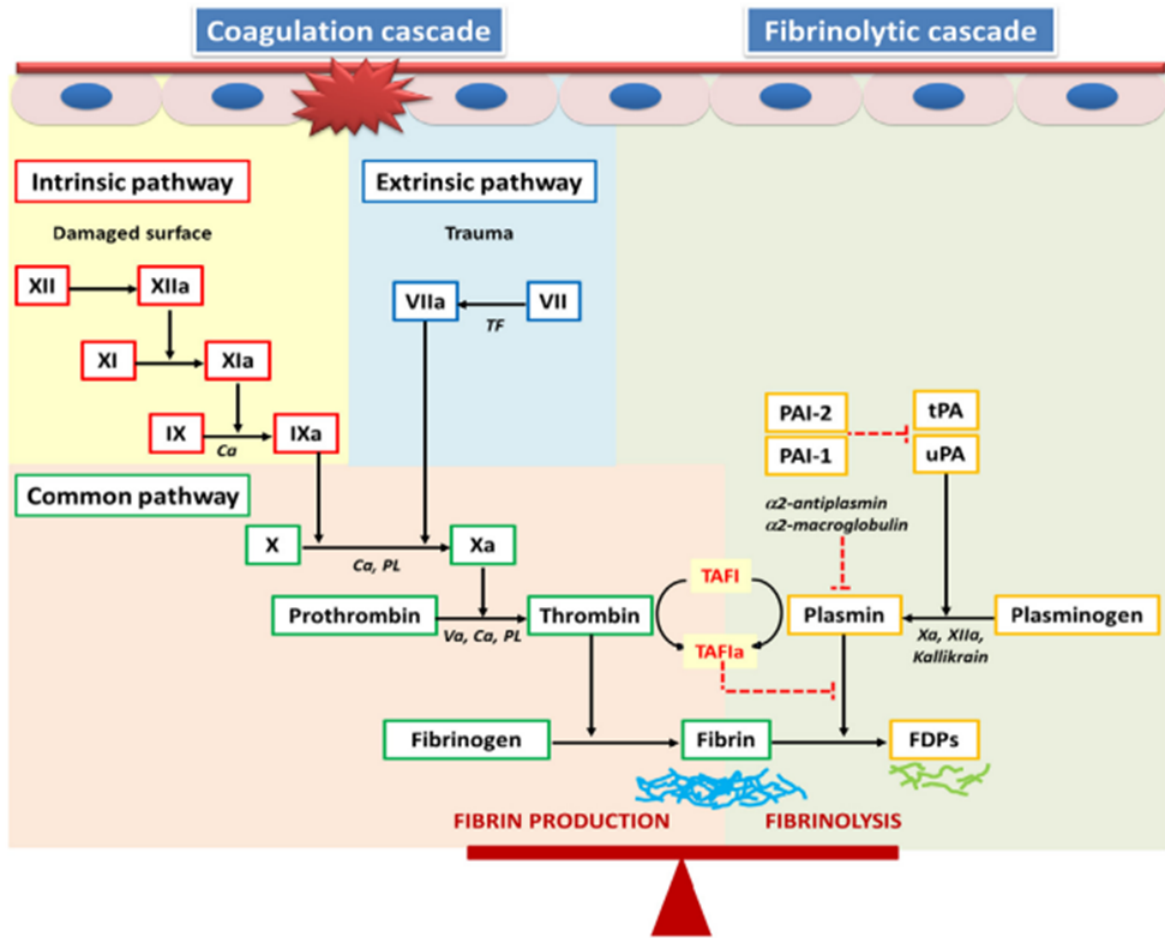 Coagulation cascade
Fibrinolytic cascade
Intrinsic pathway
Extrinsic pathway
Damaged surface
Trauma
XII
XIIa
VIIa
VII
TF
XI
XIa
IX
IXa
Ca
PAI-2
tPA
PAI-1
uPA
Common pathway
α2-antiplasmin
α2-macroglobulin
X
Xa
Ca, PL
TAFI
Prothrombin
Thrombin
Plasmin
Plasminogen
Va, Ca, PL
Xa, XIIa,
Kallikrain
TAFIa
Fibrinogen
Fibrin
FDPs
FIBRIN PRODUCTION
FIBRINOLYSIS